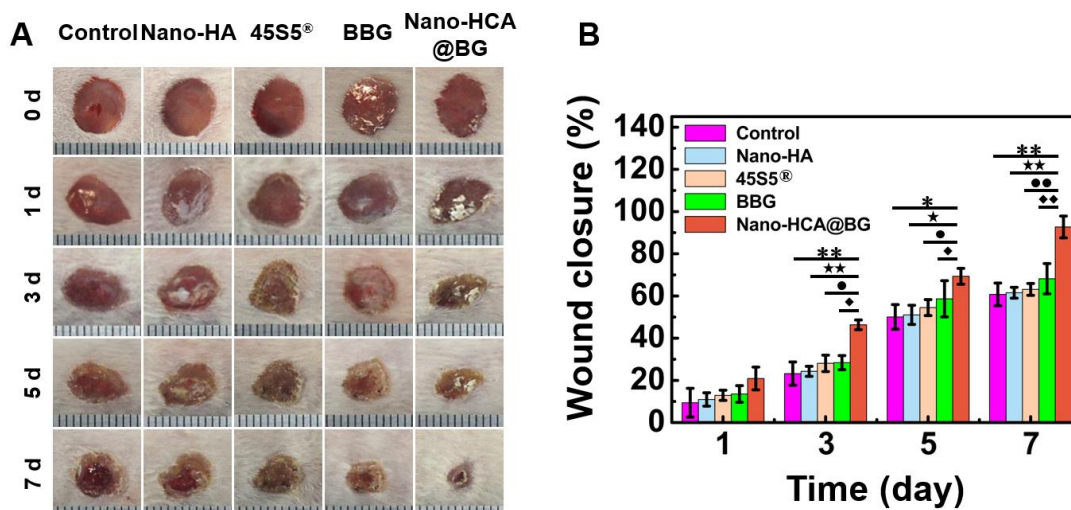 A
Control Nano-HA 45S5® BBG Nano-HCA
@BG
0 d
1 d
3 d
5 d
7 d
B
Wound closure (%)
140
120
100
80
60
40
20
0
Control
Nano-HA
45S5®
BBG
Nano-HCA@BG
**
★★
●
◆
*
★
●
◆
**
★★
●●
◆◆
1 3 5 7
Time (day)